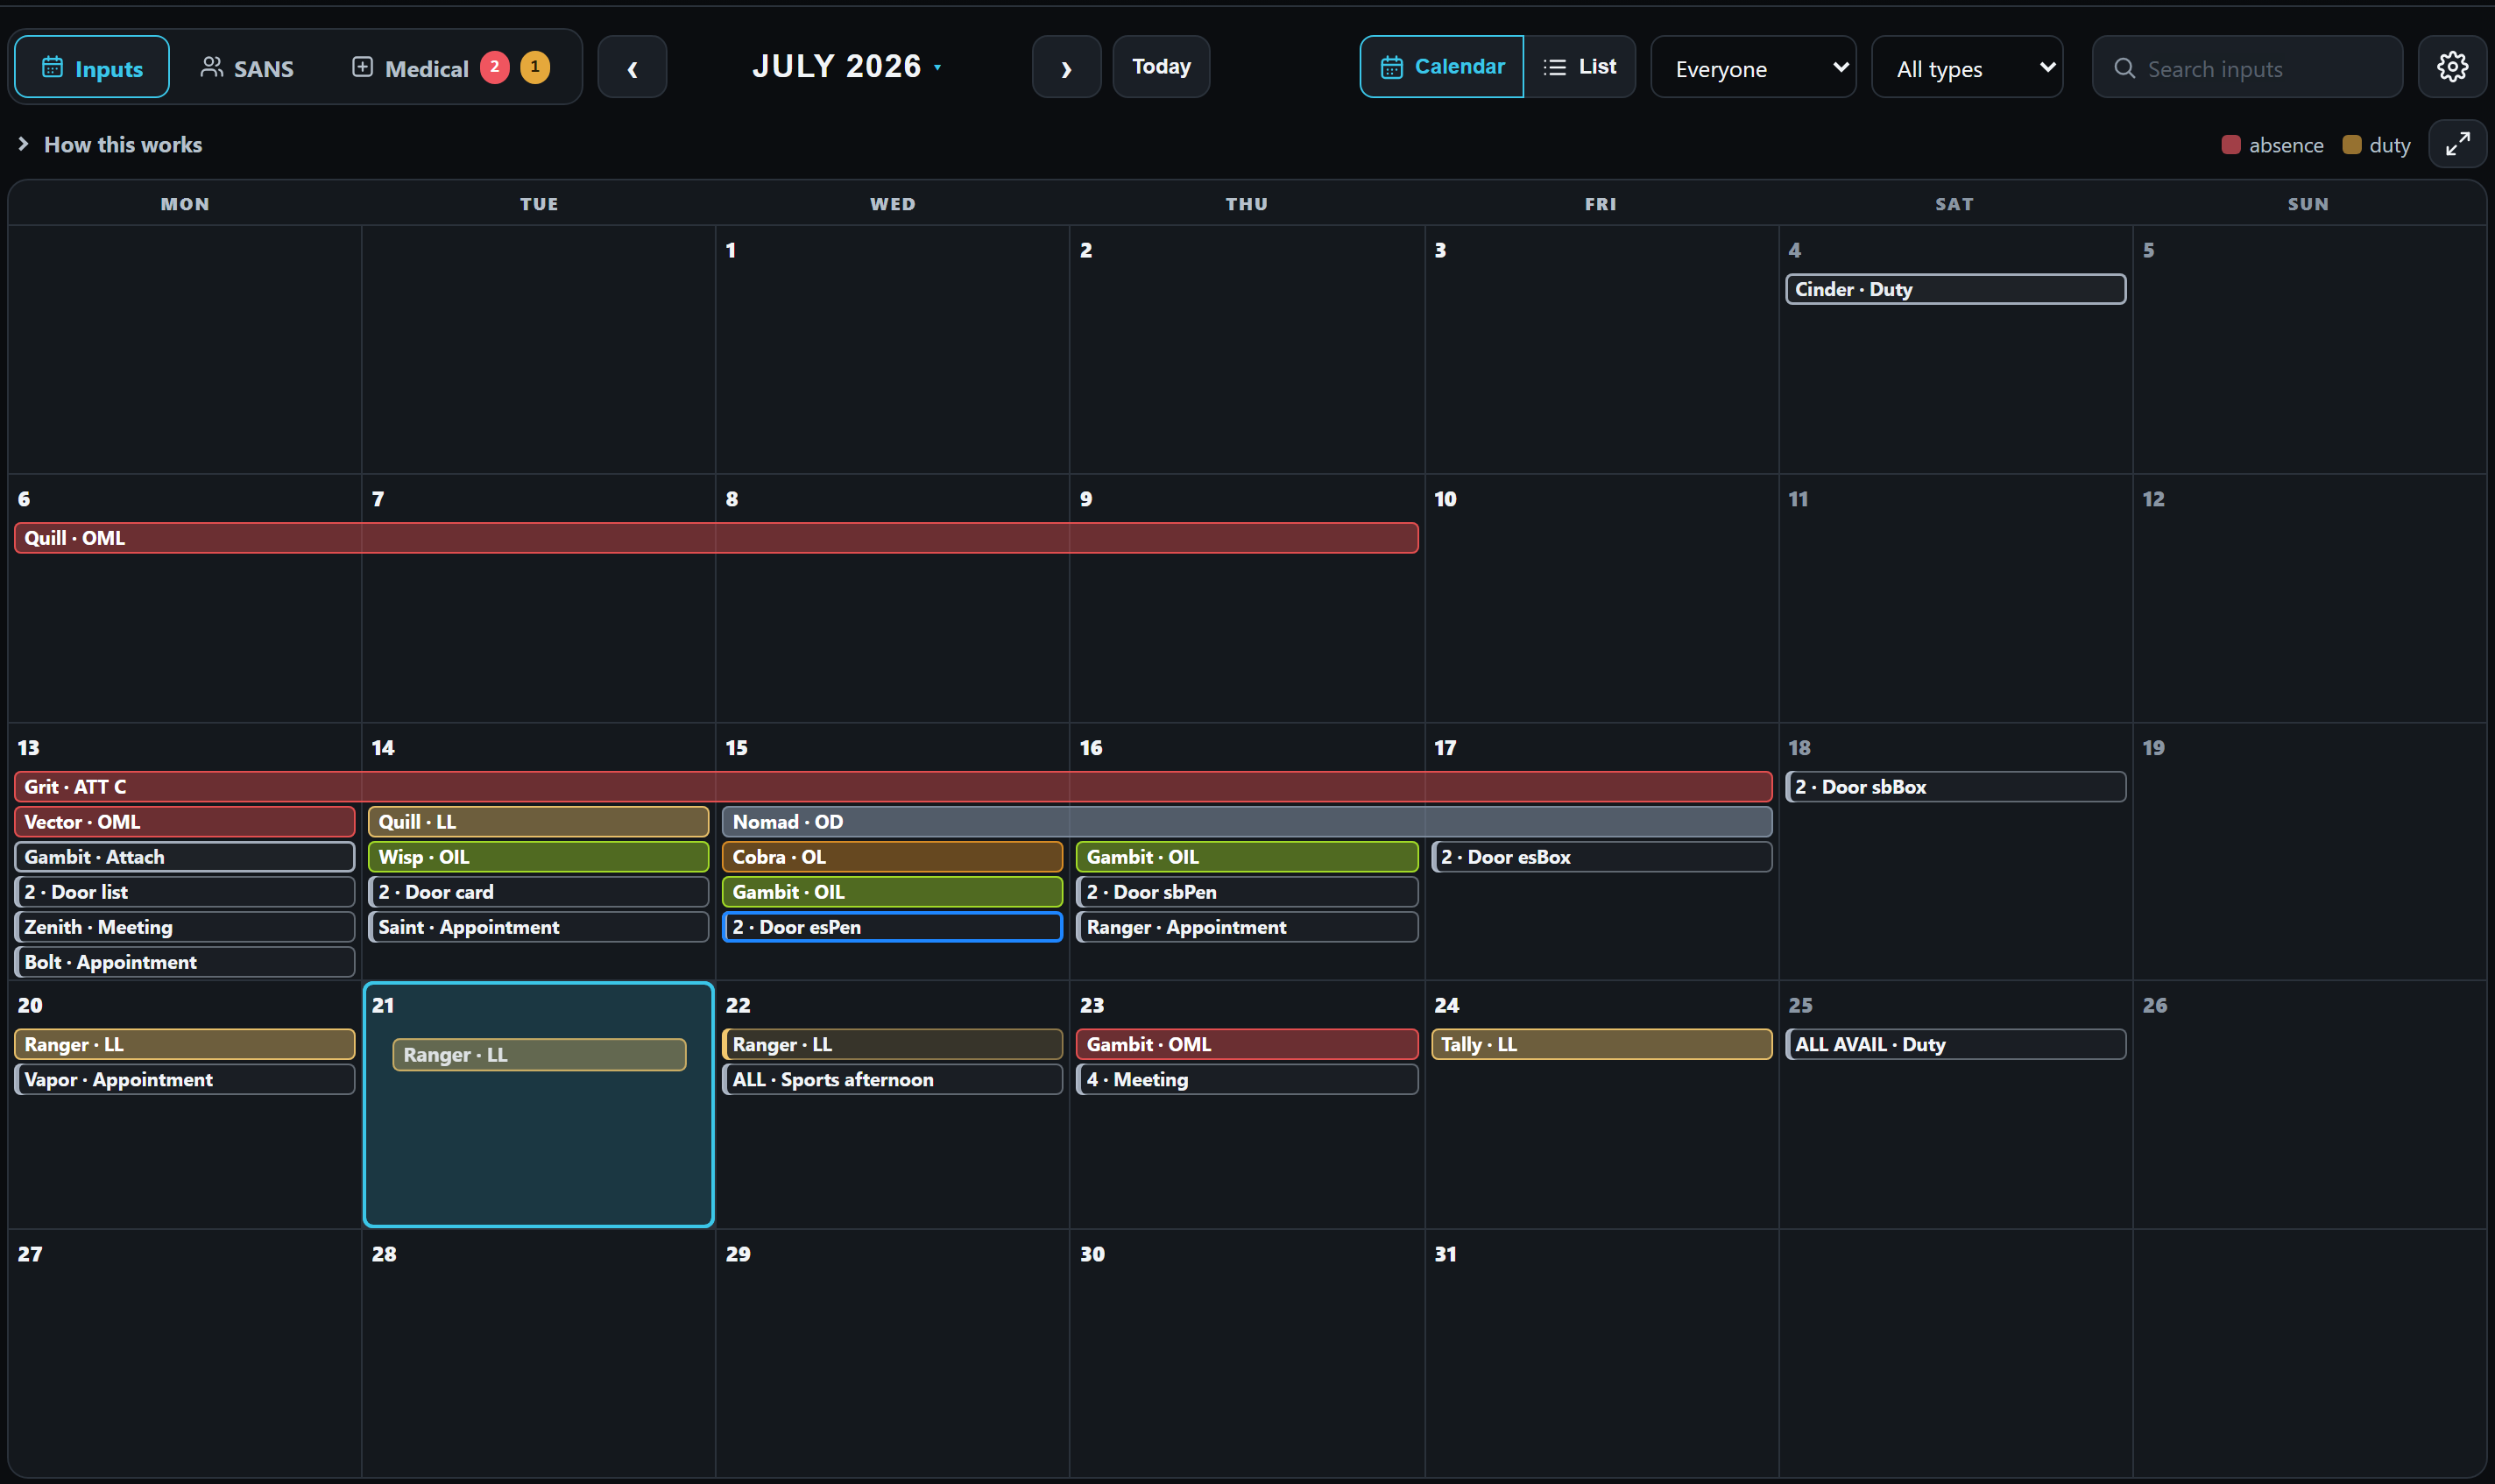 Inputs SANS Medical 2 1 ‹ JULY 2026 › Today Calendar List Everyone All types Search inputs
How this works absence duty
MON TUE WED THU FRI SAT SUN
1 2 3 4 5
Cinder · Duty
6 7 8 9 10 11 12
Quill · OML
13 14 15 16 17 18 19
Grit · ATT C 2 · Door sbBox
Vector · OML Quill · LL Nomad · OD
Gambit · Attach Wisp · OIL Cobra · OL Gambit · OIL 2 · Door esBox
2 · Door list 2 · Door card Gambit · OIL 2 · Door sbPen
Zenith · Meeting Saint · Appointment 2 · Door esPen Ranger · Appointment
Bolt · Appointment
20 21 22 23 24 25 26
Ranger · LL Ranger · LL Ranger · LL Gambit · OML Tally · LL ALL AVAIL · Duty
Vapor · Appointment ALL · Sports afternoon 4 · Meeting
27 28 29 30 31